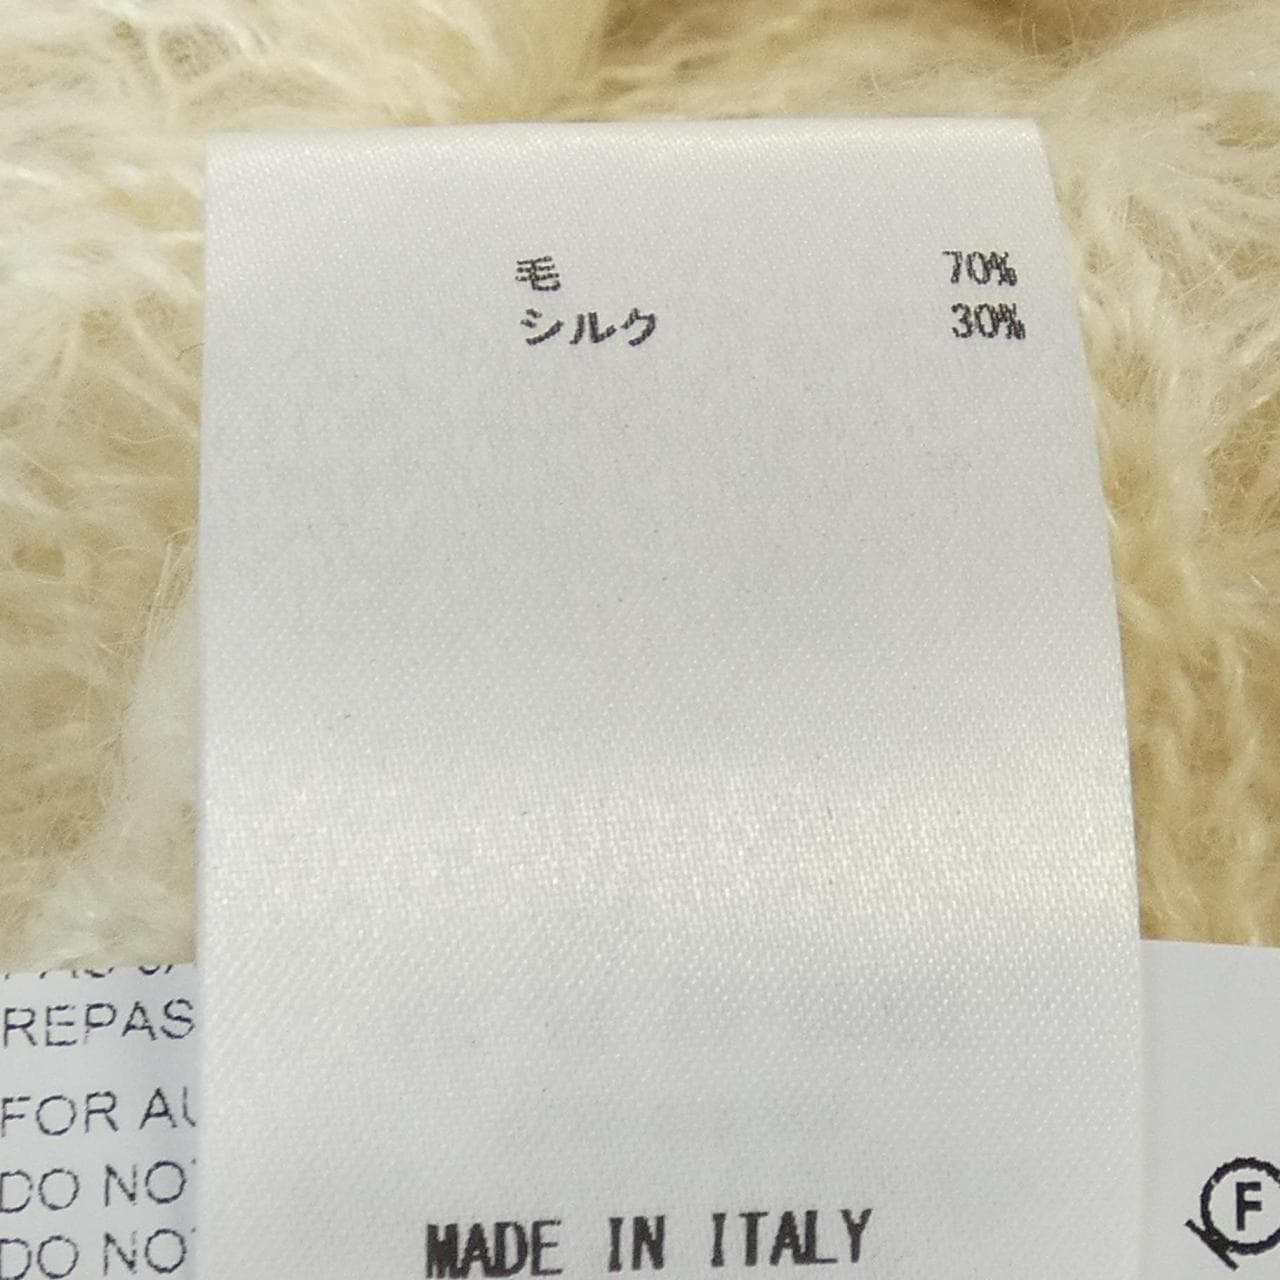 毛 70%
シルク 30%
REPAS
FOR AU
DO NO
DO NO
F
MADE IN ITALY